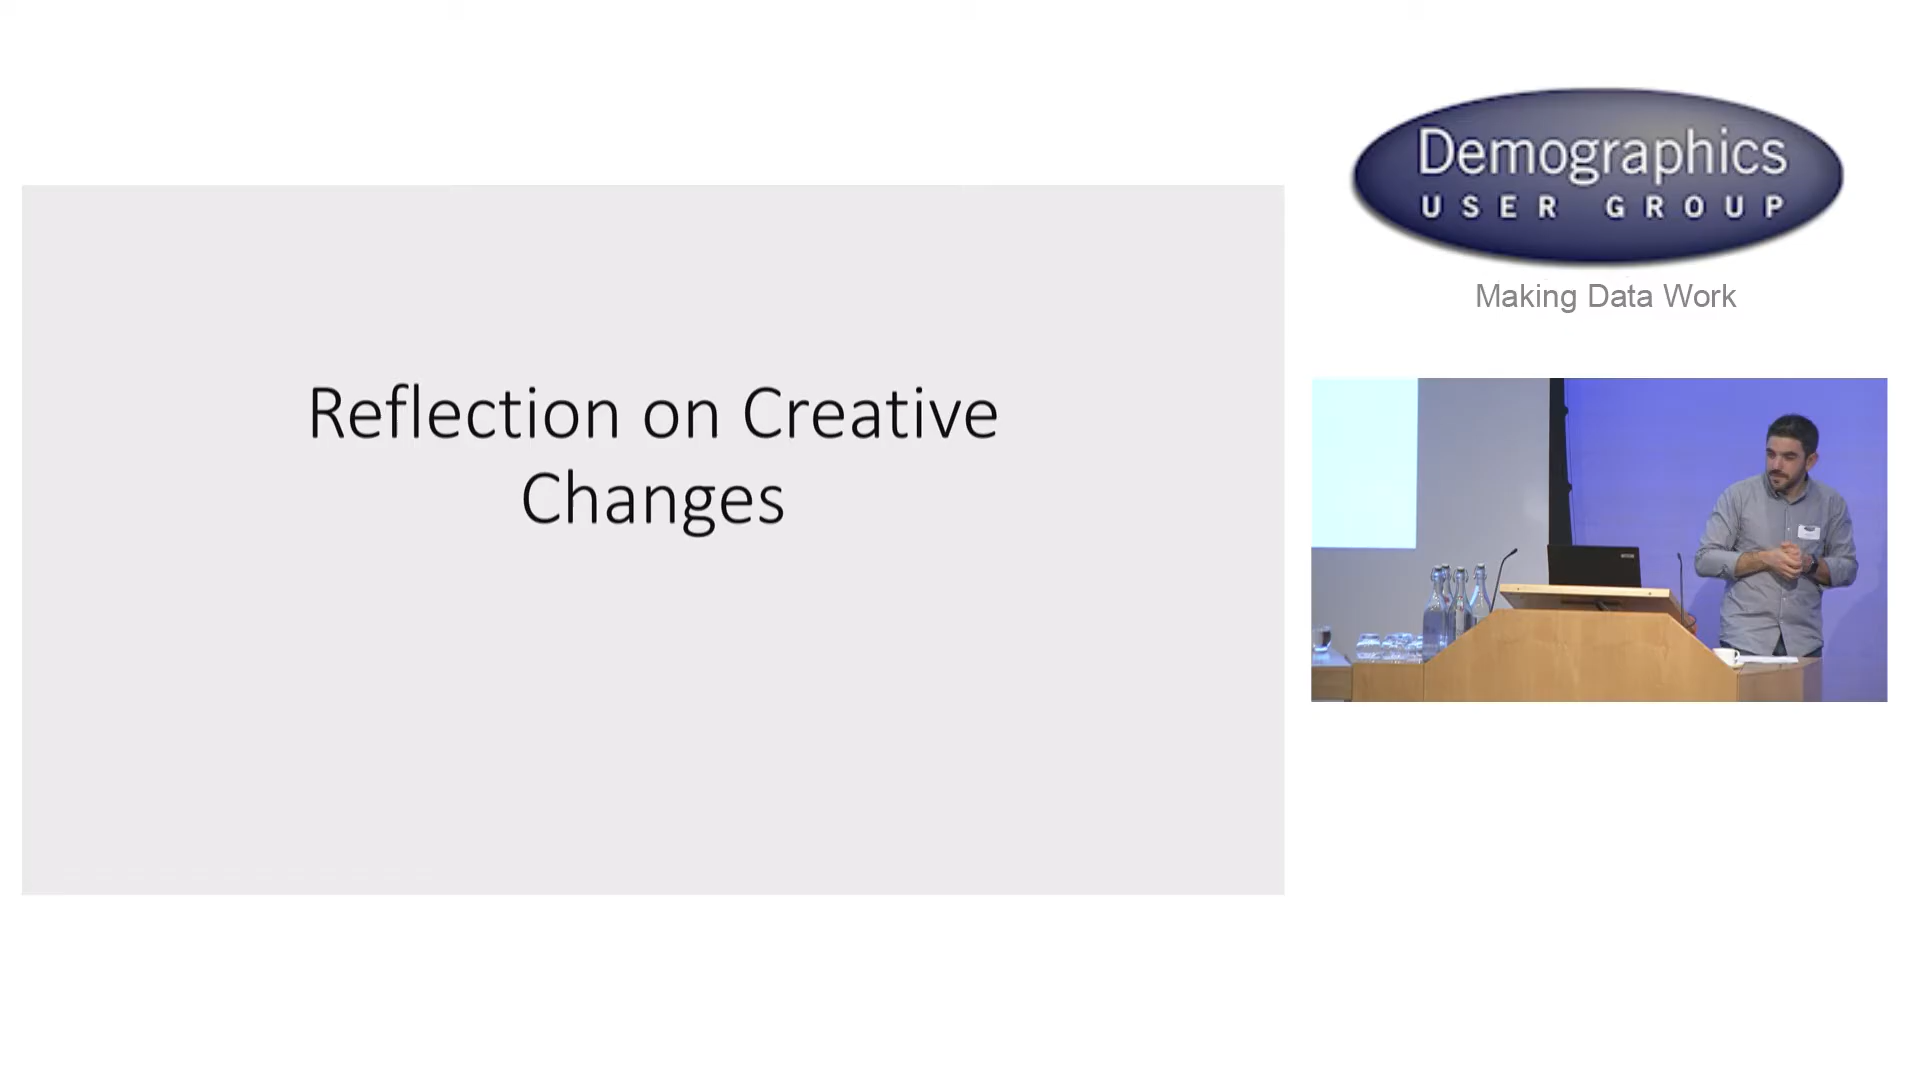 Reflection on Creative
Changes
Demographics
USER GROUP
Making Data Work